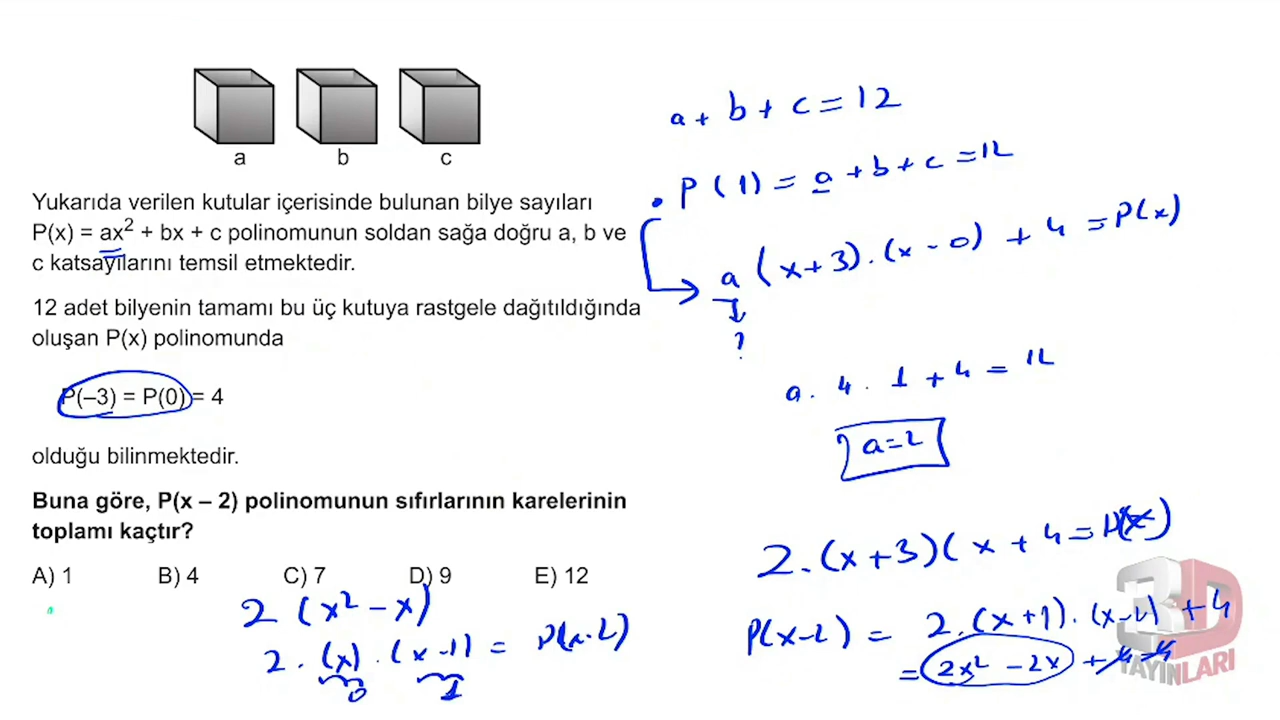 a b c
Yukarıda verilen kutular içerisinde bulunan bilye sayıları
P(x) = ax² + bx + c polinomunun soldan sağa doğru a, b ve
c katsayılarını temsil etmektedir.
12 adet bilyenin tamamı bu üç kutuya rastgele dağıtıldığında
oluşan P(x) polinomunda
P(–3) = P(0) = 4
olduğu bilinmektedir.
Buna göre, P(x – 2) polinomunun sıfırlarının karelerinin
toplamı kaçtır?
A) 1 B) 4 C) 7 D) 9 E) 12
2 (x² – x)
2 . (x) . (x – 1) = P(x-2)
0 1
a + b + c = 12
P(1) = a + b + c = 12
a (x + 3) . (x – 0) + 4 = P(x)
?
a . 4 . 1 + 4 = 12
a = 2
2 . (x + 3) ( x + 4 = P(x)
P(x-2) = 2 . (x+1) . (x-2) + 4
= 2x² – 2x + 4 – 4
3D
YAYINLARI